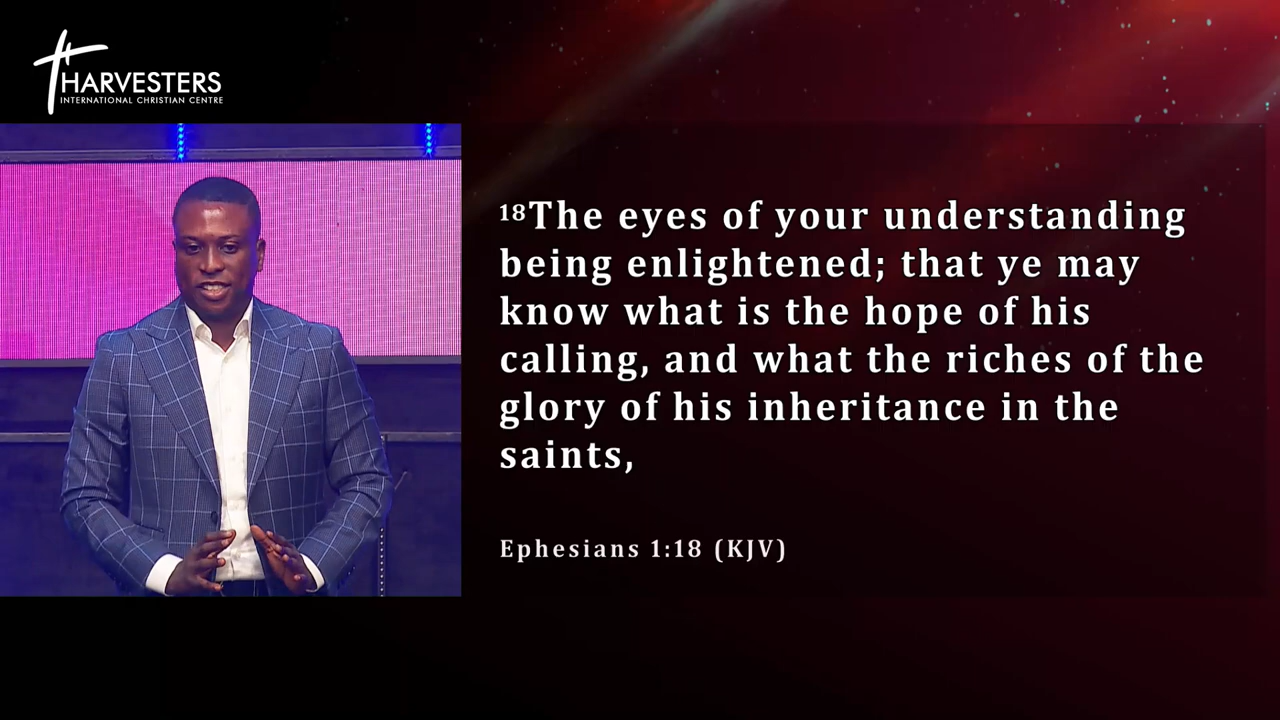 HARVESTERS
INTERNATIONAL CHRISTIAN CENTRE
18The eyes of your understanding
being enlightened; that ye may
know what is the hope of his
calling, and what the riches of the
glory of his inheritance in the
saints,
Ephesians 1:18 (KJV)